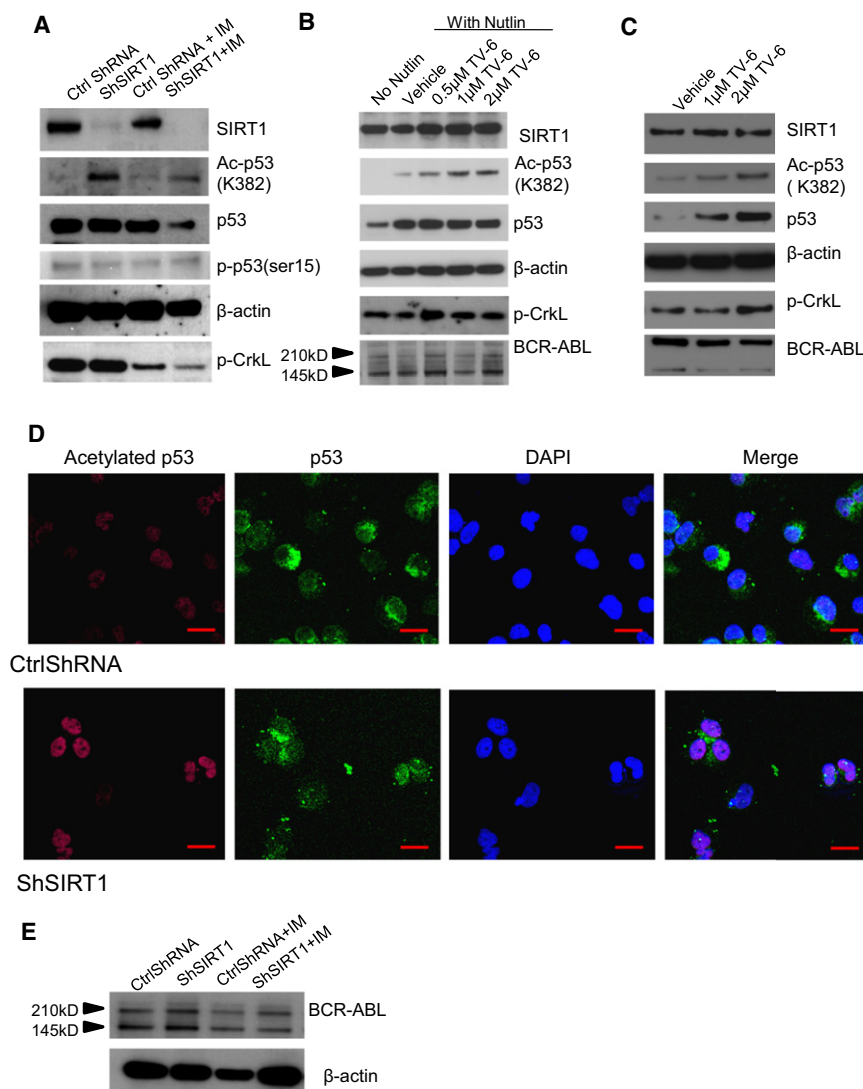 A
Ctrl ShRNA
ShSIRT1
Ctrl ShRNA + IM
ShSIRT1+IM
SIRT1
Ac-p53
(K382)
p53
p-p53(ser15)
β-actin
p-CrkL
B
With Nutlin
No Nutlin
Vehicle
0.5µM TV-6
1µM TV-6
2µM TV-6
SIRT1
Ac-p53
(K382)
p53
β-actin
p-CrkL
BCR-ABL
210kD
145kD
C
Vehicle
1µM TV-6
2µM TV-6
SIRT1
Ac-p53
( K382)
p53
β-actin
p-CrkL
BCR-ABL
D
Acetylated p53
p53
DAPI
Merge
CtrlShRNA
ShSIRT1
E
CtrlShRNA
ShSIRT1
CtrlShRNA+IM
ShSIRT1+IM
210kD
145kD
BCR-ABL
β-actin